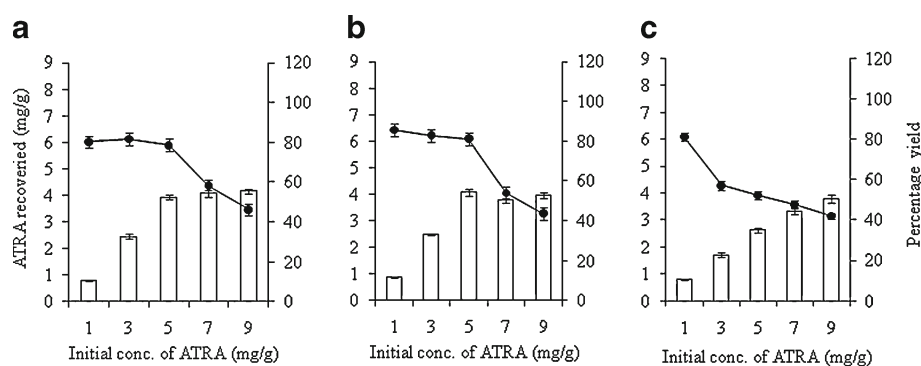 a b c
9 120 9 120 9 120
8 100 8 100 8 100
7 7 7
6 80 6 80 6 80
5 60 5 60 5 60
4 4 4
3 40 3 40 3 40
2 20 2 20 2 20
1 1 1
0 0 0 0 0 0
ATRA recoveried (mg/g)
Percentage yield
1 3 5 7 9 1 3 5 7 9 1 3 5 7 9
Initial conc. of ATRA (mg/g) Initial conc. of ATRA (mg/g) Initial conc. of ATRA (mg/g)